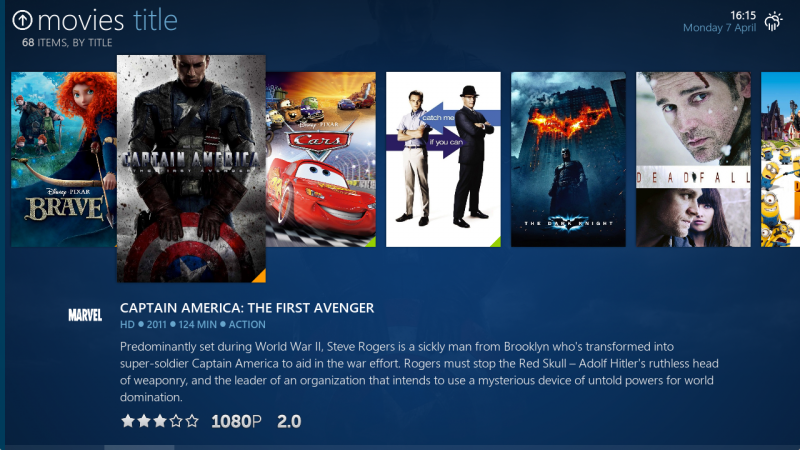 movies title
68 ITEMS, BY TITLE
16:15
Monday 7 April
DISNEY · PIXAR
BRAVE
CAPTAIN AMERICA
THE FIRST AVENGER
DISNEY · PIXAR
Cars
catch me
if you can
THE DARK KNIGHT
DEADFALL
MARVEL
CAPTAIN AMERICA: THE FIRST AVENGER
HD ● 2011 ● 124 MIN ● ACTION
Predominantly set during World War II, Steve Rogers is a sickly man from Brooklyn who's transformed into
super-soldier Captain America to aid in the war effort. Rogers must stop the Red Skull – Adolf Hitler's ruthless head
of weaponry, and the leader of an organization that intends to use a mysterious device of untold powers for world
domination.
1080P 2.0